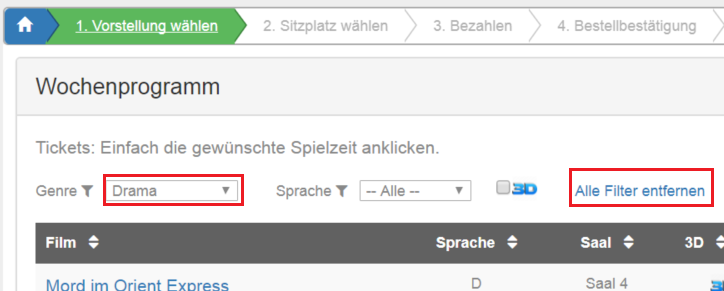 1. Vorstellung wählen 2. Sitzplatz wählen 3. Bezahlen 4. Bestellbestätigung
Wochenprogramm
Tickets: Einfach die gewünschte Spielzeit anklicken.
Genre Drama Sprache -- Alle -- 3D Alle Filter entfernen
Film Sprache Saal 3D
Mord im Orient Express D Saal 4